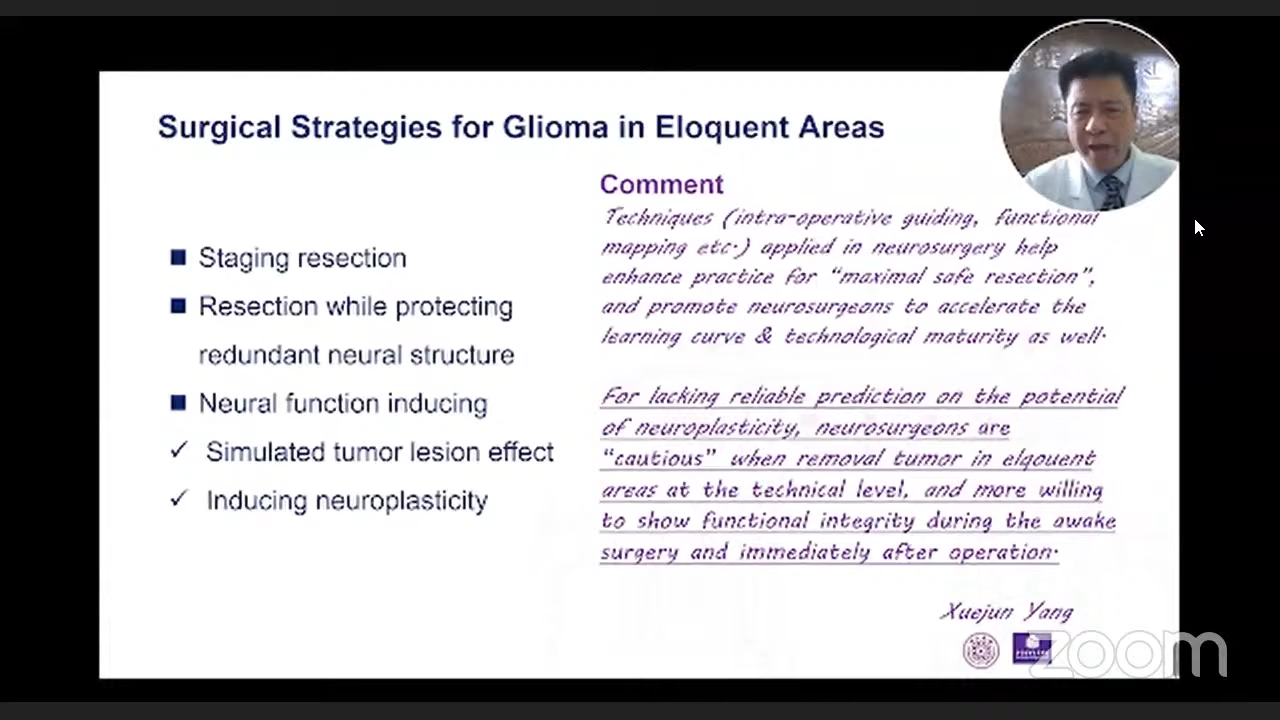 Surgical Strategies for Glioma in Eloquent Areas
Staging resection
Resection while protecting
redundant neural structure
Neural function inducing
Simulated tumor lesion effect
Inducing neuroplasticity
Comment
Techniques (intra-operative guiding, functional
mapping etc.) applied in neurosurgery help
enhance practice for “maximal safe resection”,
and promote neurosurgeons to accelerate the
learning curve & technological maturity as well.
For lacking reliable prediction on the potential
of neuroplasticity, neurosurgeons are
“cautious” when removal tumor in elqouent
areas at the technical level, and more willing
to show functional integrity during the awake
surgery and immediately after operation.
Xuejun Yang
zoom